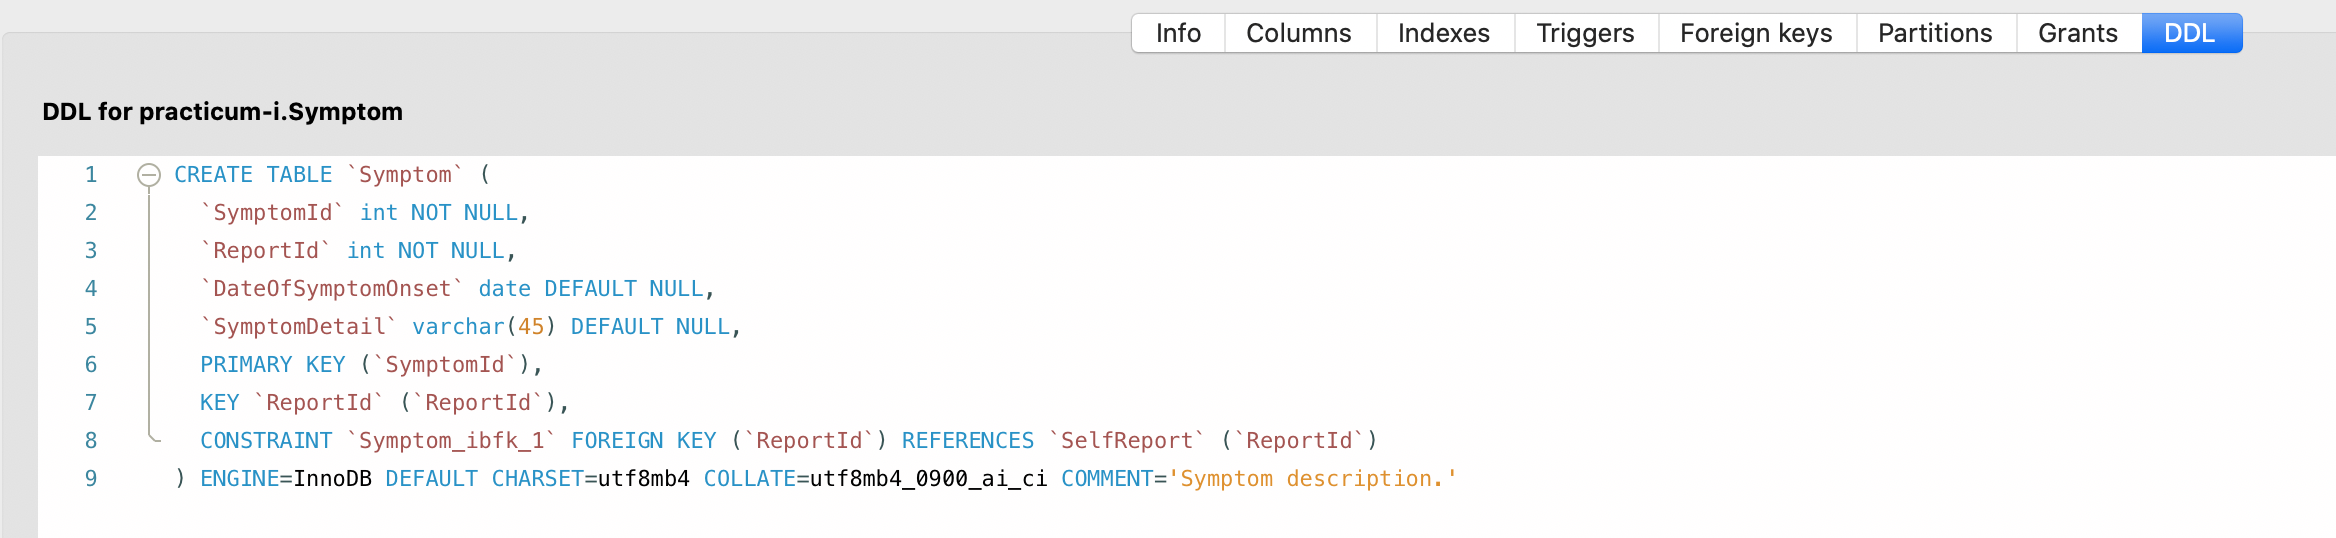 Info Columns Indexes Triggers Foreign keys Partitions Grants DDL
DDL for practicum-i.Symptom
1 CREATE TABLE `Symptom` (
2 `SymptomId` int NOT NULL,
3 `ReportId` int NOT NULL,
4 `DateOfSymptomOnset` date DEFAULT NULL,
5 `SymptomDetail` varchar(45) DEFAULT NULL,
6 PRIMARY KEY (`SymptomId`),
7 KEY `ReportId` (`ReportId`),
8 CONSTRAINT `Symptom_ibfk_1` FOREIGN KEY (`ReportId`) REFERENCES `SelfReport` (`ReportId`)
9 ) ENGINE=InnoDB DEFAULT CHARSET=utf8mb4 COLLATE=utf8mb4_0900_ai_ci COMMENT='Symptom description.'